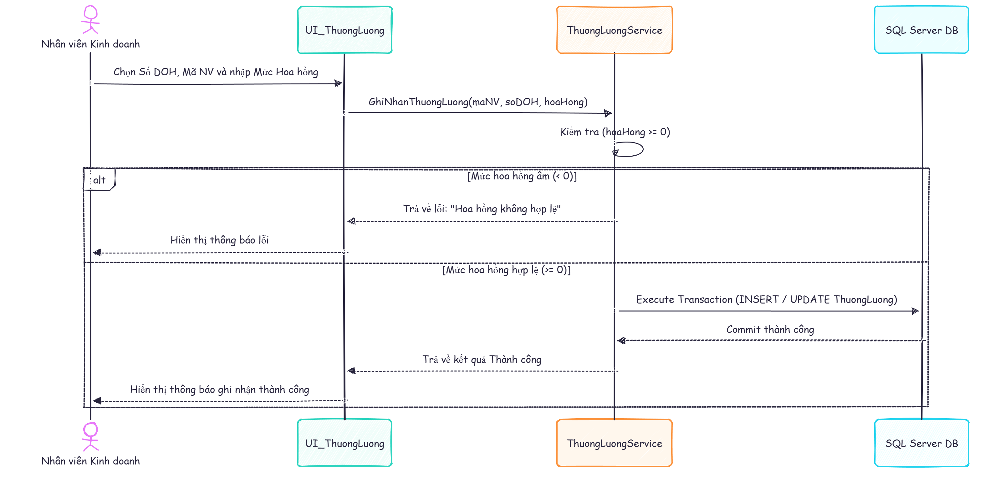 Nhân viên Kinh doanh
UI_ThuongLuong
ThuongLuongService
SQL Server DB
Chọn Số DOH, Mã NV và nhập Mức Hoa hồng
GhiNhanThuongLuong(maNV, soDOH, hoaHong)
Kiểm tra (hoaHong >= 0)
alt
[Mức hoa hồng âm (< 0)]
Trả về lỗi: "Hoa hồng không hợp lệ"
Hiển thị thông báo lỗi
[Mức hoa hồng hợp lệ (>= 0)]
Execute Transaction (INSERT / UPDATE ThuongLuong)
Commit thành công
Trả về kết quả Thành công
Hiển thị thông báo ghi nhận thành công
Nhân viên Kinh doanh
UI_ThuongLuong
ThuongLuongService
SQL Server DB